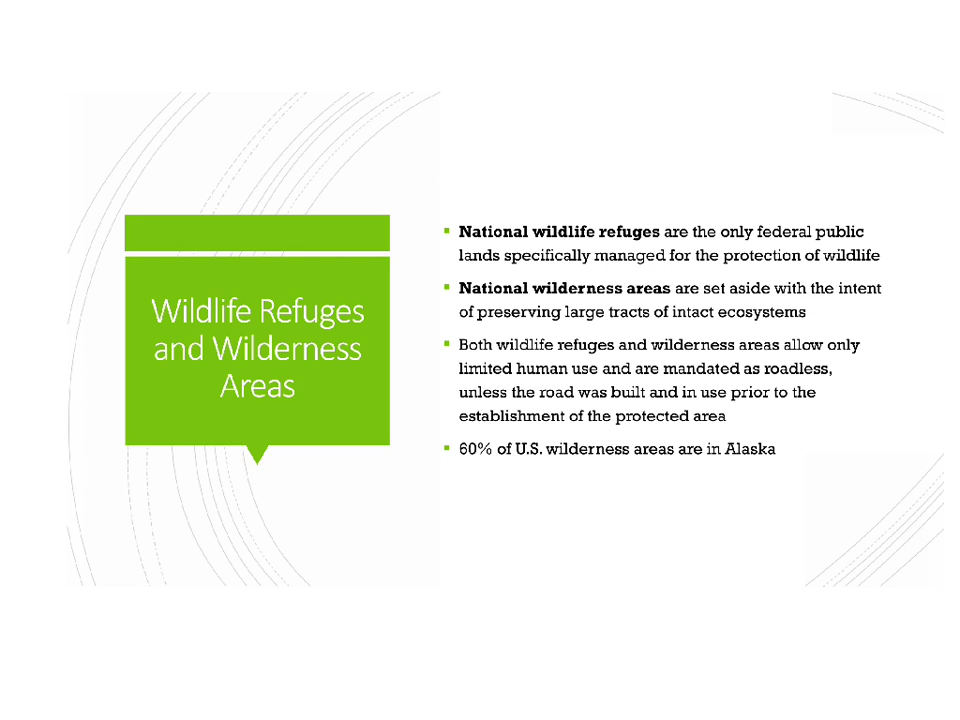 Wildlife Refuges
and Wilderness
Areas
▪ National wildlife refuges are the only federal public
lands specifically managed for the protection of wildlife
▪ National wilderness areas are set aside with the intent
of preserving large tracts of intact ecosystems
▪ Both wildlife refuges and wilderness areas allow only
limited human use and are mandated as roadless,
unless the road was built and in use prior to the
establishment of the protected area
▪ 60% of U.S. wilderness areas are in Alaska